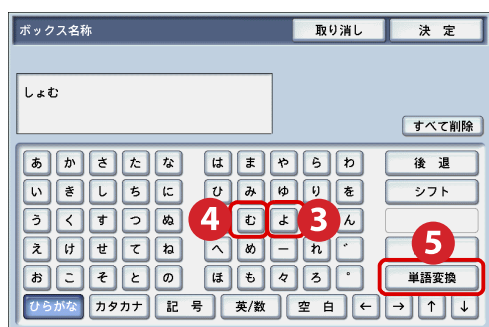 ボックス名称 取り消し 決 定
しょむ
すべて削除
あ か さ た な は ま や ら わ 後 退
い き し ち に ひ み ゆ り を シフト
う く す つ ぬ 4 む よ 3 ん
え け せ て ね へ め ー れ ゛ 5
お こ そ と の ほ も 々 ろ ゜ 単語変換
ひらがな カタカナ 記 号 英/数 空 白 ← → ↑ ↓